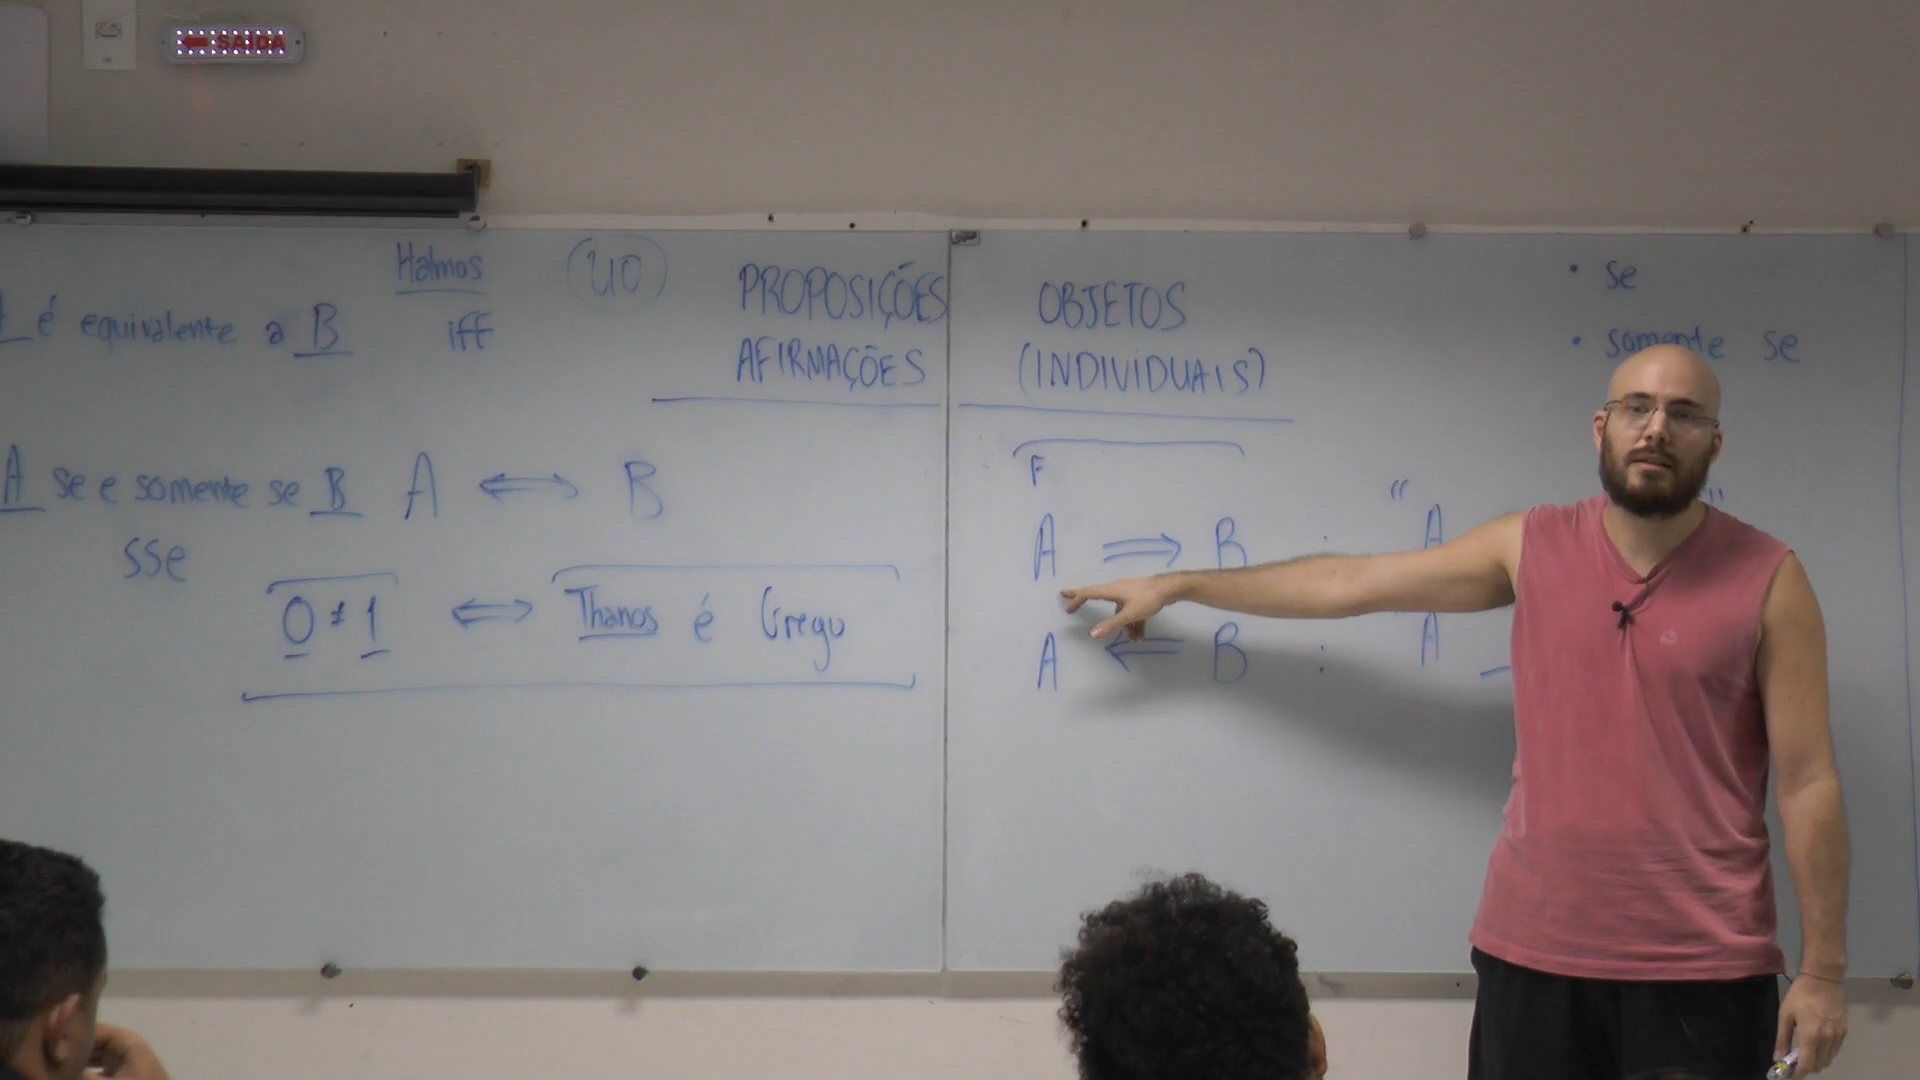 SAÍDA
Halmos
UO
A é equivalente a B iff
PROPOSIÇÕES
AFIRMAÇÕES
A se e somente se B A ⟺ B
sse
0 ≠ 1 ⟺ Thanos é Grego
OBJETOS
(INDIVIDUAIS)
F
A ⟹ B : "A "
A ⟸ B : "A
• se
• somente se